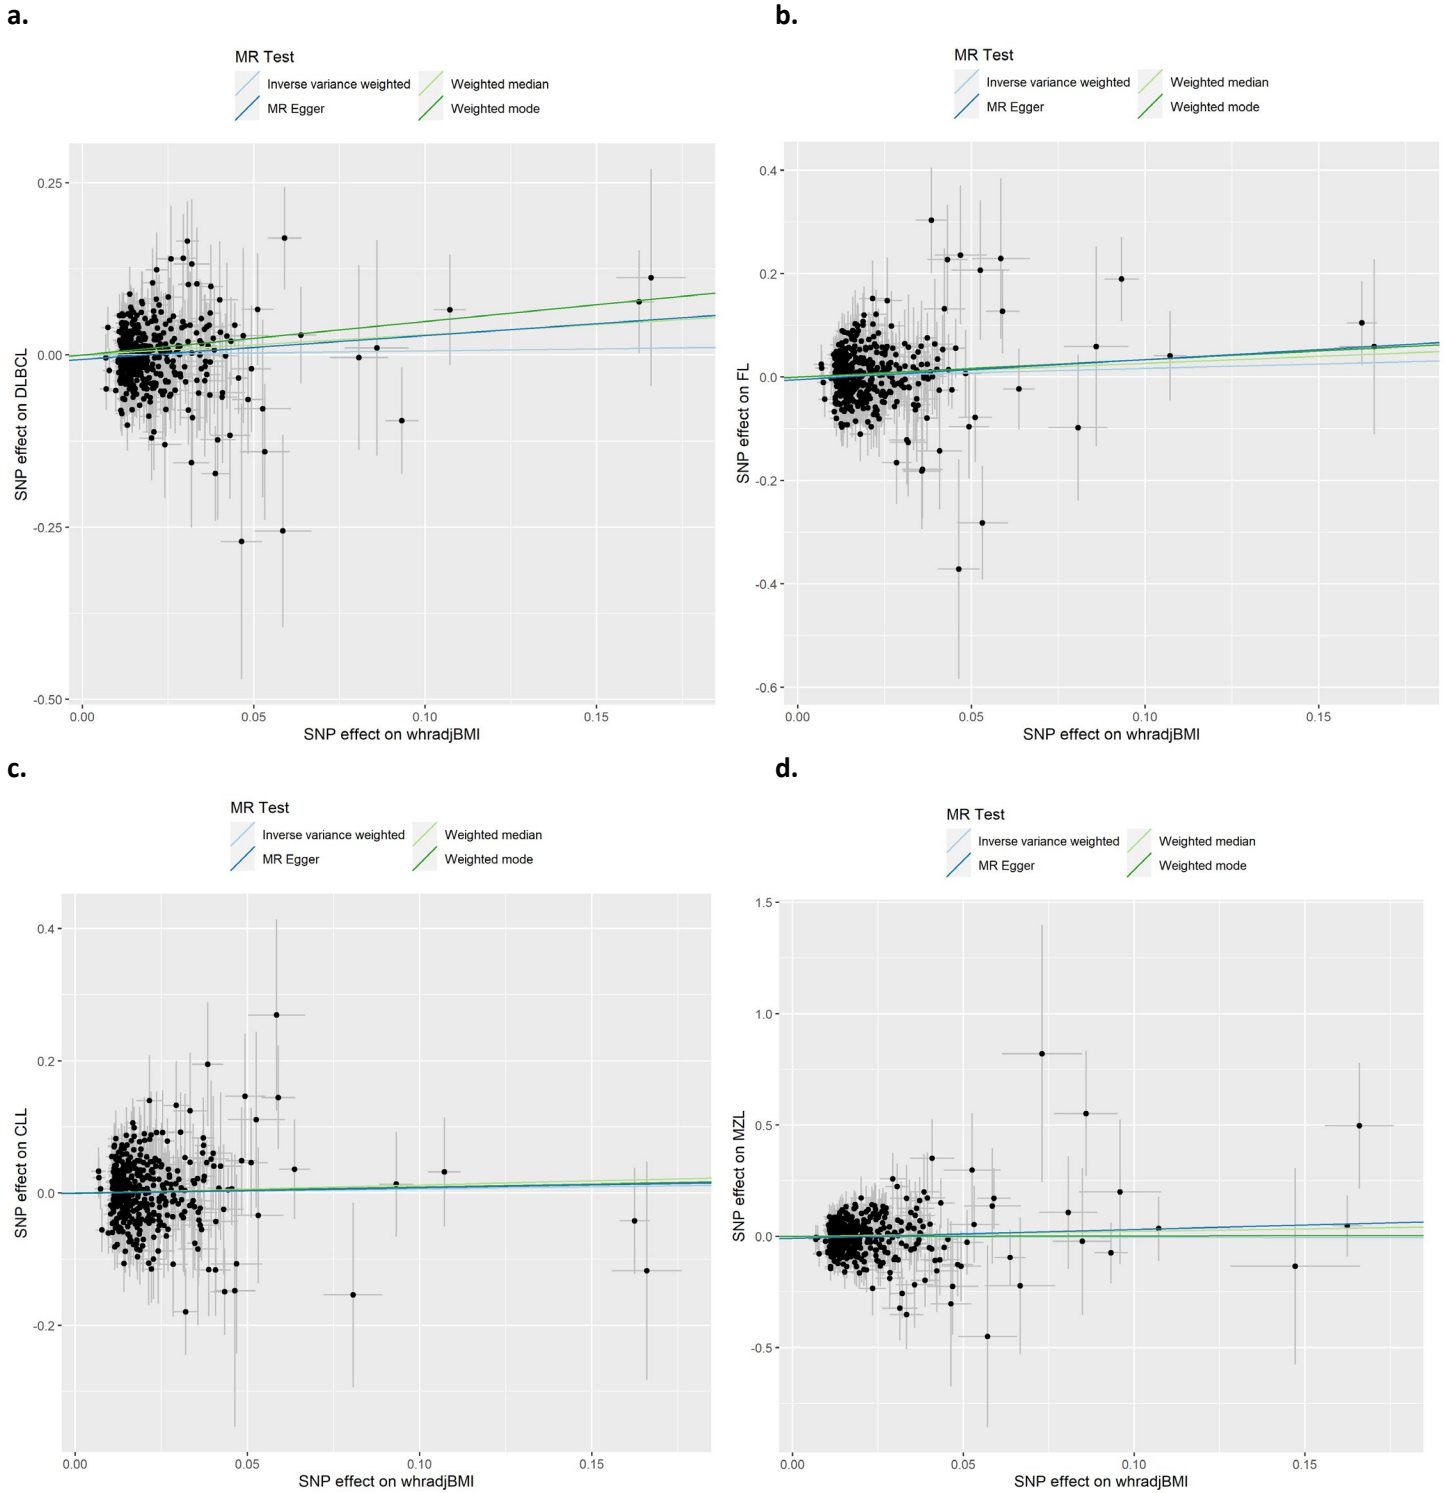 a.
MR Test
Inverse variance weighted
Weighted median
MR Egger
Weighted mode
SNP effect on DLBCL
0.25
0.00
-0.25
-0.50
0.00
0.05
0.10
0.15
SNP effect on whradjBMI
b.
MR Test
Inverse variance weighted
Weighted median
MR Egger
Weighted mode
SNP effect on FL
0.4
0.2
0.0
-0.2
-0.4
-0.6
0.00
0.05
0.10
0.15
SNP effect on whradjBMI
c.
MR Test
Inverse variance weighted
Weighted median
MR Egger
Weighted mode
SNP effect on CLL
0.4
0.2
0.0
-0.2
0.00
0.05
0.10
0.15
SNP effect on whradjBMI
d.
MR Test
Inverse variance weighted
Weighted median
MR Egger
Weighted mode
SNP effect on MZL
1.5
1.0
0.5
0.0
-0.5
0.00
0.05
0.10
0.15
SNP effect on whradjBMI